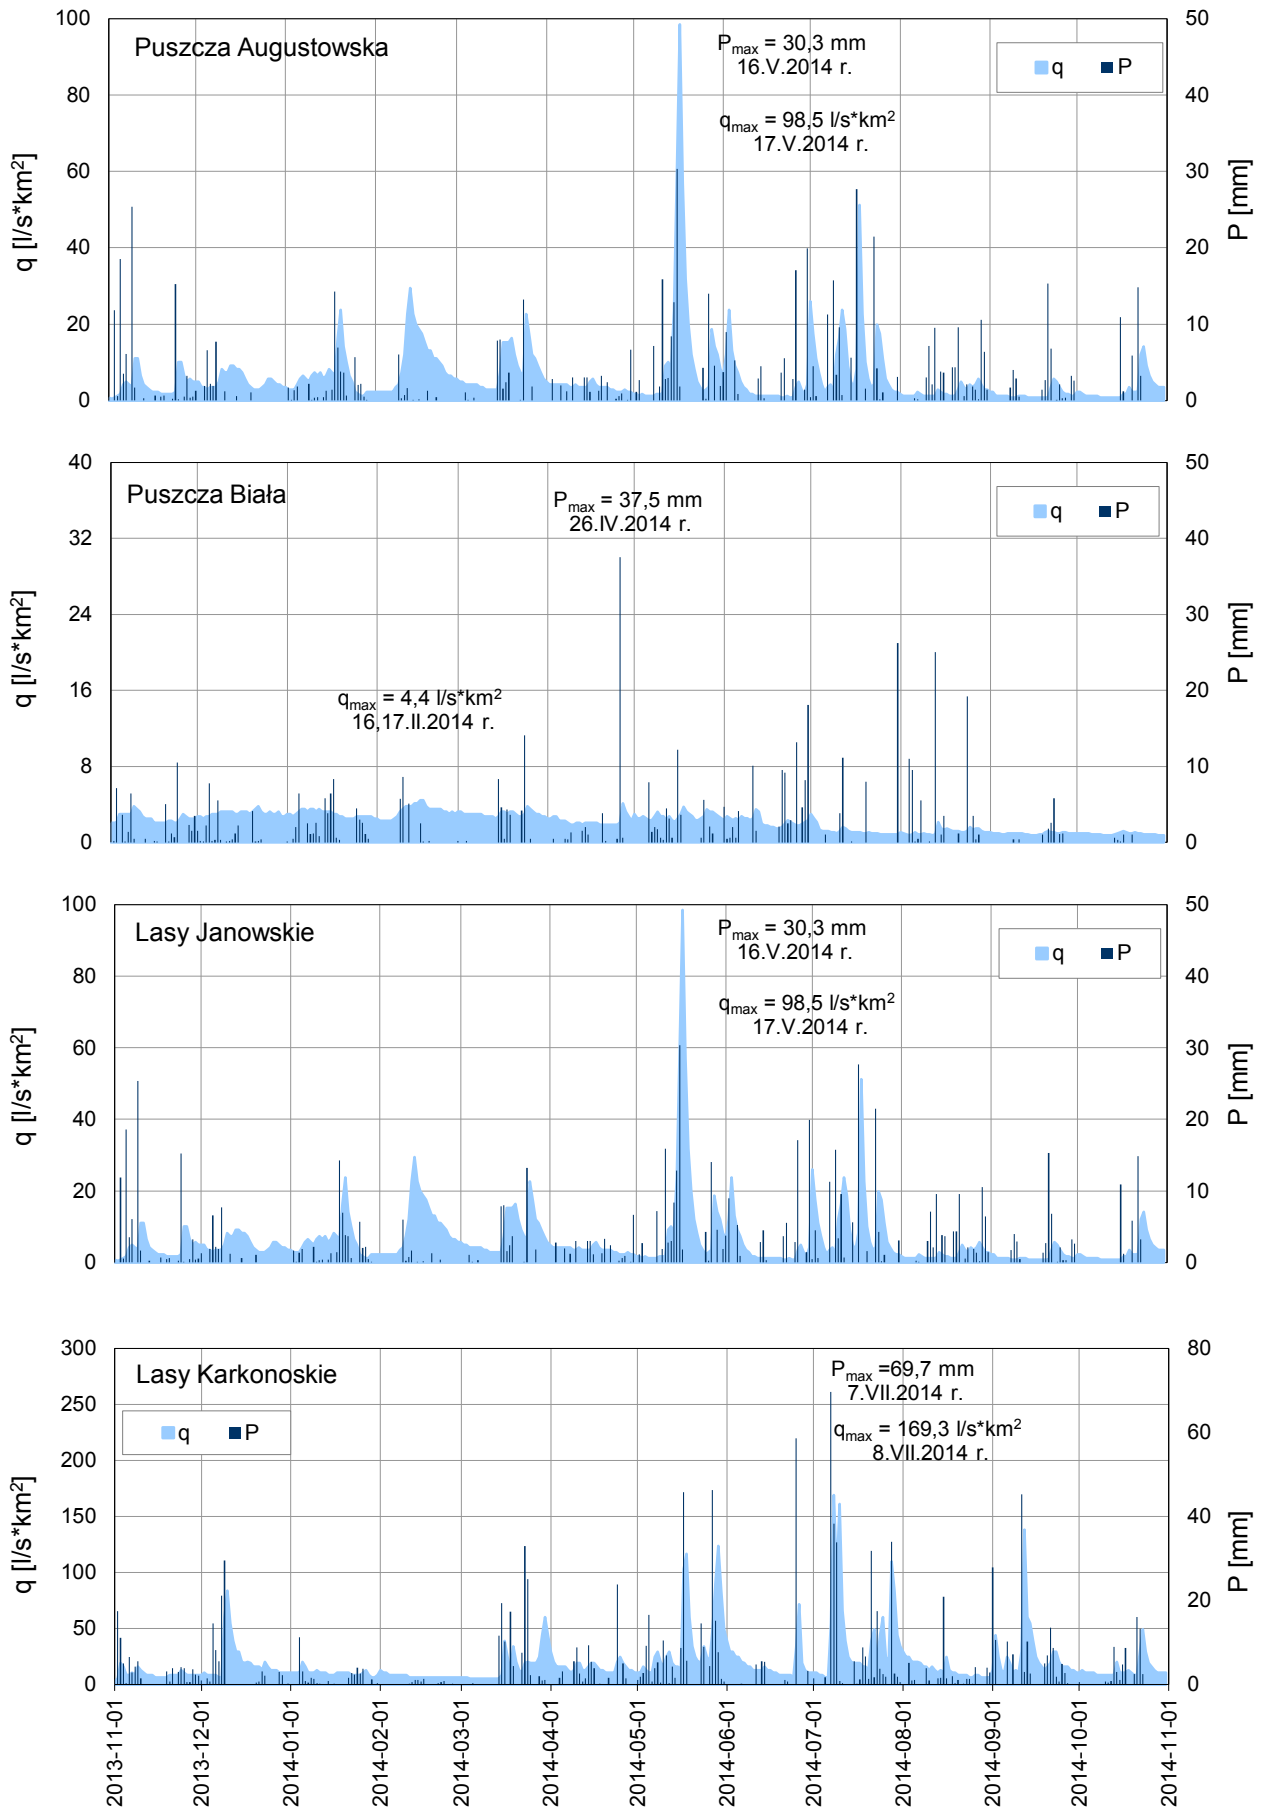 Puszcza Augustowska
Pmax = 30,3 mm
16.V.2014 r.
qmax = 98,5 l/s*km²
17.V.2014 r.
q P
100
80
60
40
20
0
q [l/s*km²]
50
40
30
20
10
0
P [mm]
Puszcza Biała
Pmax = 37,5 mm
26.IV.2014 r.
qmax = 4,4 l/s*km²
16,17.II.2014 r.
q P
40
32
24
16
8
0
q [l/s*km²]
50
40
30
20
10
0
P [mm]
Lasy Janowskie
Pmax = 30,3 mm
16.V.2014 r.
qmax = 98,5 l/s*km²
17.V.2014 r.
q P
100
80
60
40
20
0
q [l/s*km²]
50
40
30
20
10
0
P [mm]
Lasy Karkonoskie
Pmax =69,7 mm
7.VII.2014 r.
qmax = 169,3 l/s*km²
8.VII.2014 r.
q P
300
250
200
150
100
50
0
q [l/s*km²]
80
60
40
20
0
P [mm]
2013-11-01
2013-12-01
2014-01-01
2014-02-01
2014-03-01
2014-04-01
2014-05-01
2014-06-01
2014-07-01
2014-08-01
2014-09-01
2014-10-01
2014-11-01